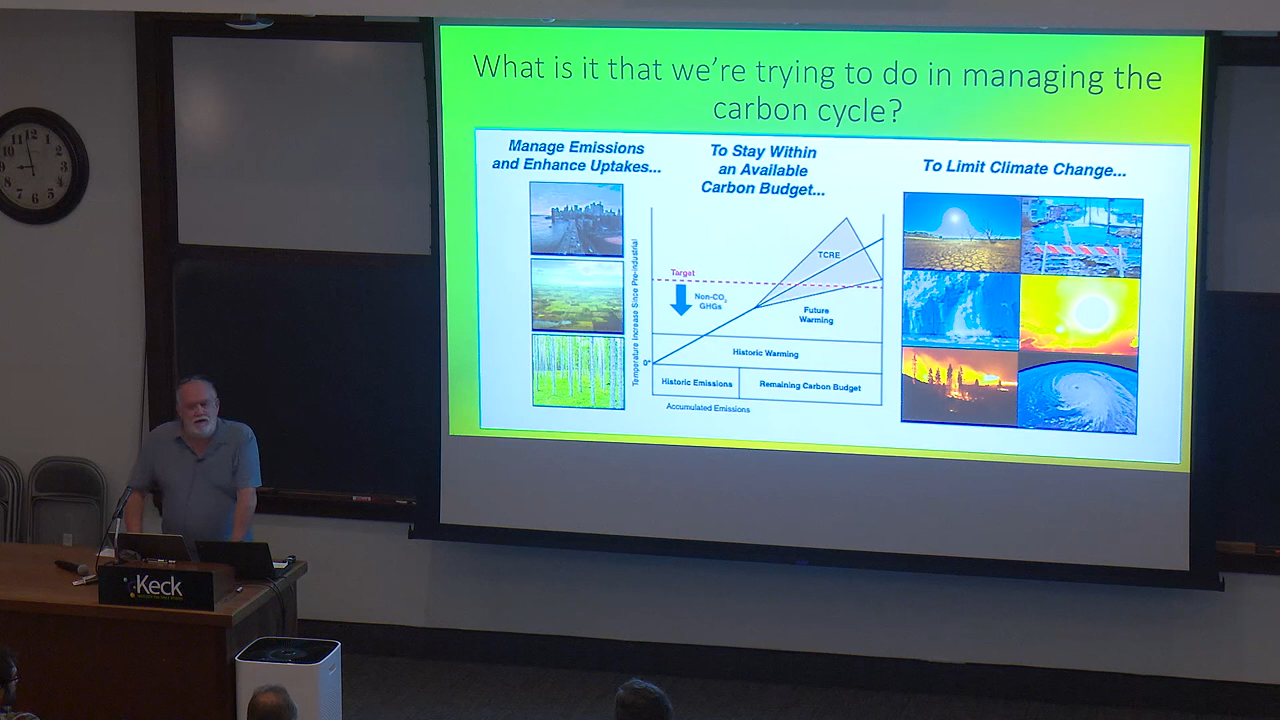 What is it that we're trying to do in managing the
carbon cycle?
Manage Emissions
and Enhance Uptakes...
To Stay Within
an Available
Carbon Budget...
To Limit Climate Change...
Temperature Increase Since Pre-industrial
TCRE
Target
Non-CO₂
GHGs
Future
Warming
Historic Warming
0°
Historic Emissions
Remaining Carbon Budget
Accumulated Emissions
Keck